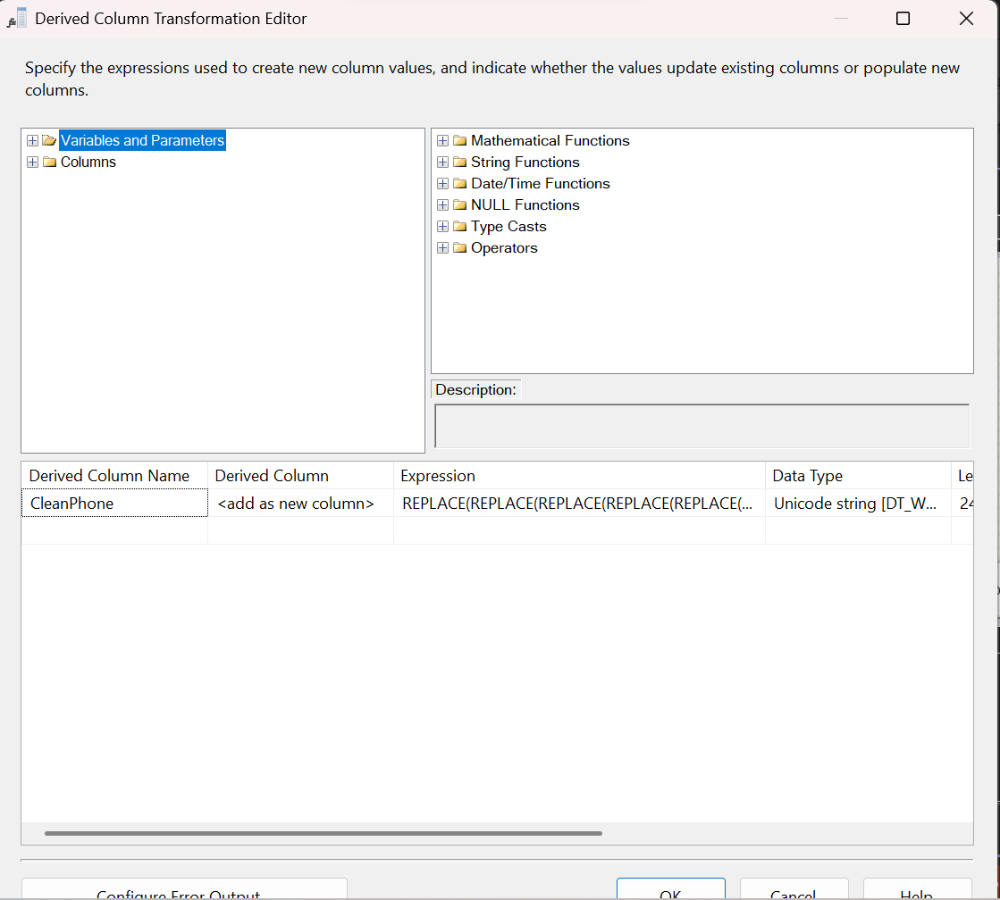 Derived Column Transformation Editor
Specify the expressions used to create new column values, and indicate whether the values update existing columns or populate new
columns.
Variables and Parameters
Columns
Mathematical Functions
String Functions
Date/Time Functions
NULL Functions
Type Casts
Operators
Description:
Derived Column Name Derived Column Expression Data Type Le
CleanPhone <add as new column> REPLACE(REPLACE(REPLACE(REPLACE(REPLACE(... Unicode string [DT_W... 24
Configure Error Output OK Cancel Help